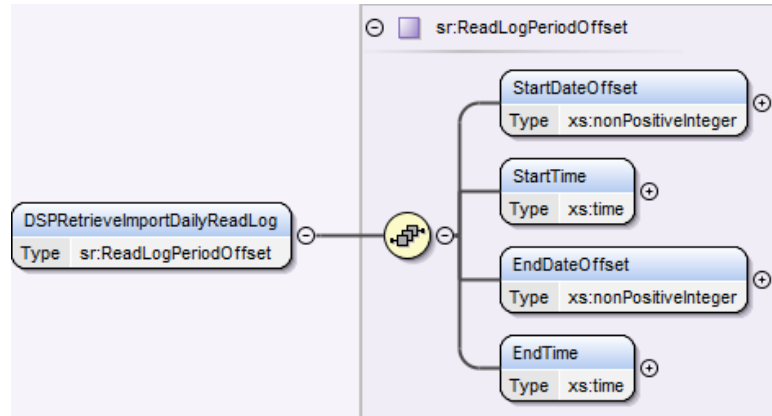 sr:ReadLogPeriodOffset
StartDateOffset
Type xs:nonPositiveInteger
StartTime
Type xs:time
DSPRetrieveImportDailyReadLog
Type sr:ReadLogPeriodOffset
EndDateOffset
Type xs:nonPositiveInteger
EndTime
Type xs:time